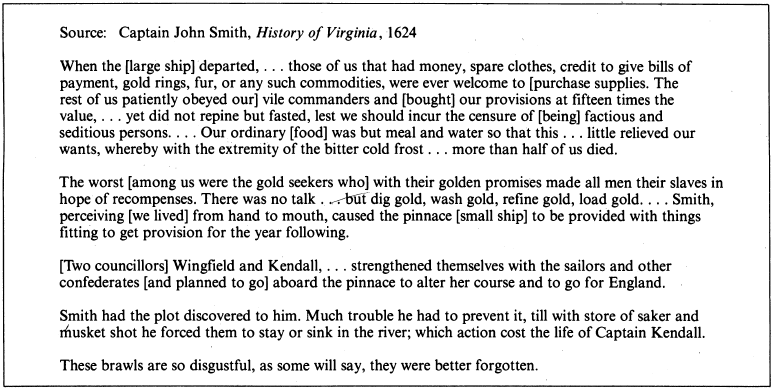 Source: Captain John Smith, History of Virginia, 1624
When the [large ship] departed, . . . those of us that had money, spare clothes, credit to give bills of
payment, gold rings, fur, or any such commodities, were ever welcome to [purchase supplies. The
rest of us patiently obeyed our] vile commanders and [bought] our provisions at fifteen times the
value, . . . yet did not repine but fasted, lest we should incur the censure of [being] factious and
seditious persons. . . . Our ordinary [food] was but meal and water so that this . . . little relieved our
wants, whereby with the extremity of the bitter cold frost . . . more than half of us died.
The worst [among us were the gold seekers who] with their golden promises made all men their slaves in
hope of recompenses. There was no talk . . . but dig gold, wash gold, refine gold, load gold. . . . Smith,
perceiving [we lived] from hand to mouth, caused the pinnace [small ship] to be provided with things
fitting to get provision for the year following.
[Two councillors] Wingfield and Kendall, . . . strengthened themselves with the sailors and other
confederates [and planned to go] aboard the pinnace to alter her course and to go for England.
Smith had the plot discovered to him. Much trouble he had to prevent it, till with store of saker and
musket shot he forced them to stay or sink in the river; which action cost the life of Captain Kendall.
These brawls are so disgustful, as some will say, they were better forgotten.